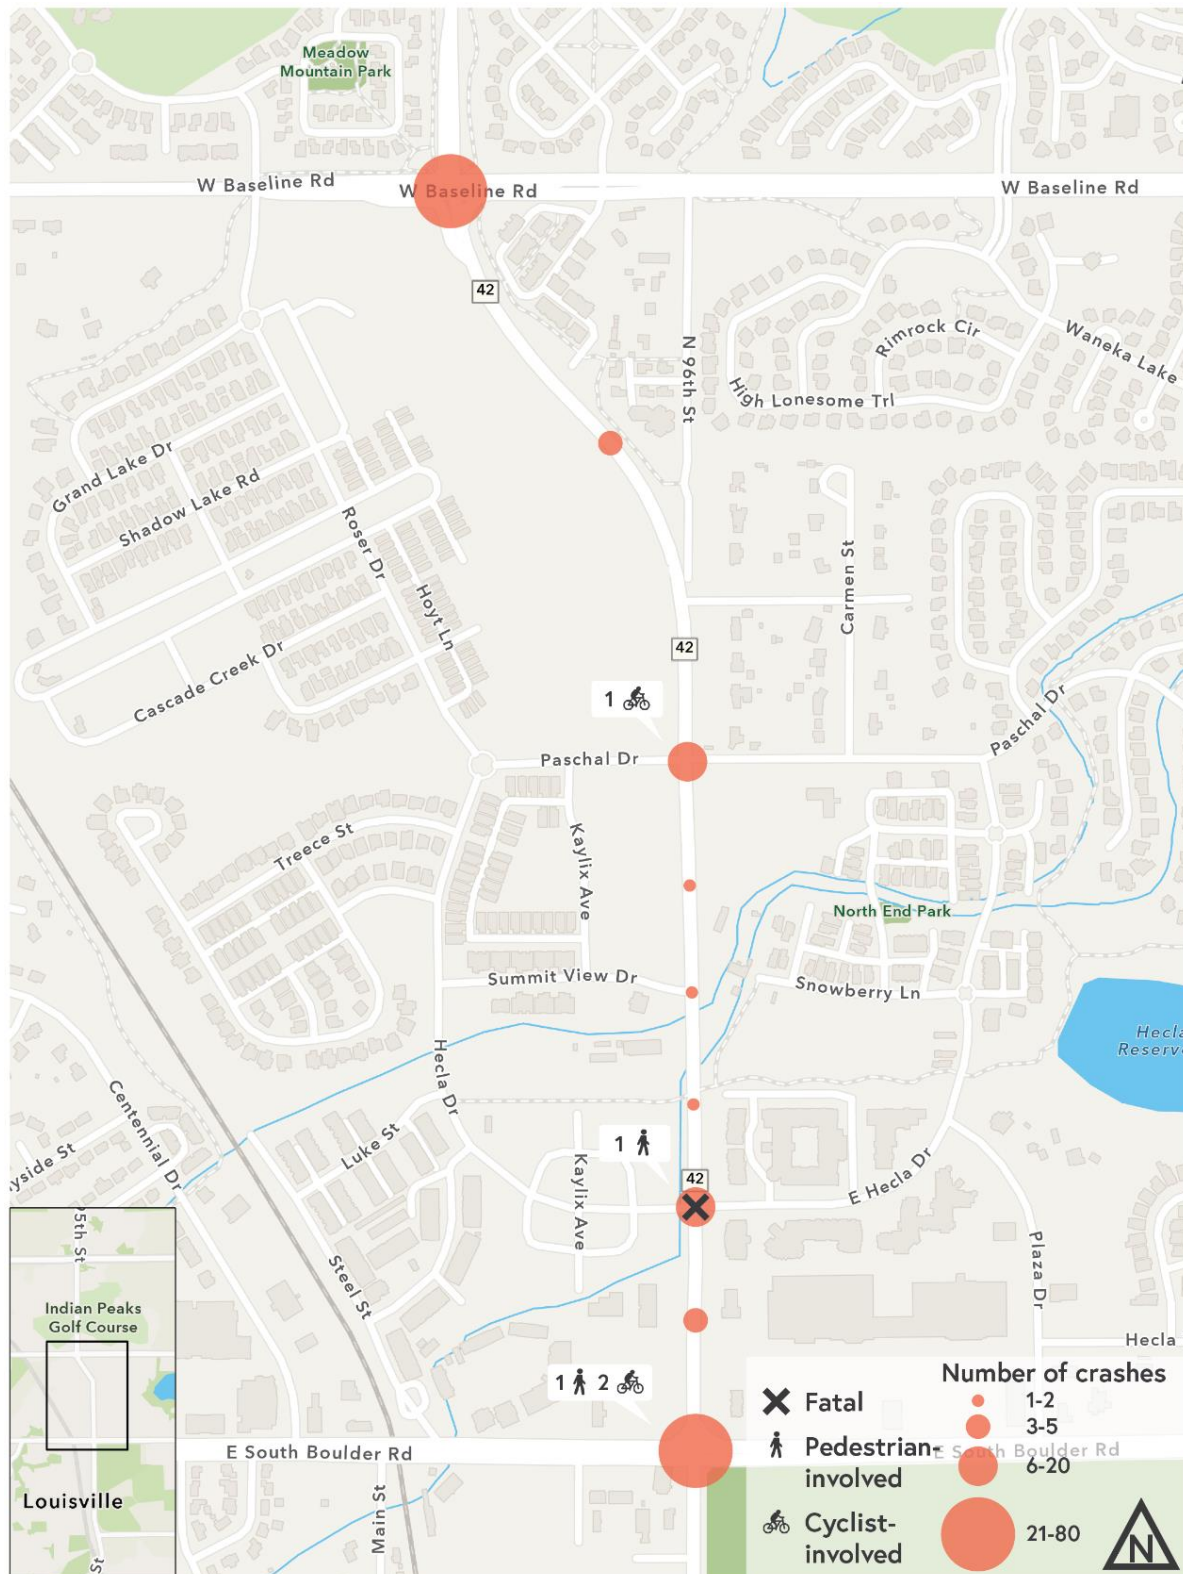 Meadow
Mountain Park
W Baseline Rd
W Baseline Rd
W Baseline Rd
42
N 96th St
Rimrock Cir
Waneka Lake
High Lonesome Trl
Grand Lake Dr
Shadow Lake Rd
Roser Dr
Hoyt Ln
Carmen St
Cascade Creek Dr
42
1
Paschal Dr
Paschal Dr
Treece St
Kaylix Ave
North End Park
Summit View Dr
Snowberry Ln
Hecla
Reserv
Hecla Dr
Centennial Dr
Luke St
1
yside St
Kaylix Ave
42
E Hecla Dr
95th St
Steel St
Plaza Dr
Indian Peaks
Golf Course
Hecla
1 2
Number of crashes
Fatal
1-2
3-5
E South Boulder Rd
E South Boulder Rd
Pedestrian-
involved
6-20
Louisville
Main St
Cyclist-
involved
21-80
St
N